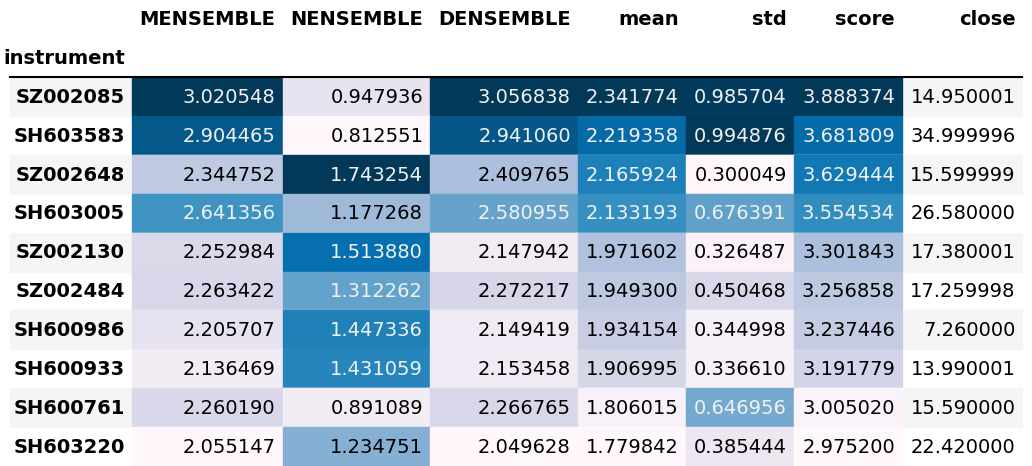 MENSEMBLE NENSEMBLE DENSEMBLE mean std score close
instrument
SZ002085 3.020548 0.947936 3.056838 2.341774 0.985704 3.888374 14.950001
SH603583 2.904465 0.812551 2.941060 2.219358 0.994876 3.681809 34.999996
SZ002648 2.344752 1.743254 2.409765 2.165924 0.300049 3.629444 15.599999
SH603005 2.641356 1.177268 2.580955 2.133193 0.676391 3.554534 26.580000
SZ002130 2.252984 1.513880 2.147942 1.971602 0.326487 3.301843 17.380001
SZ002484 2.263422 1.312262 2.272217 1.949300 0.450468 3.256858 17.259998
SH600986 2.205707 1.447336 2.149419 1.934154 0.344998 3.237446 7.260000
SH600933 2.136469 1.431059 2.153458 1.906995 0.336610 3.191779 13.990001
SH600761 2.260190 0.891089 2.266765 1.806015 0.646956 3.005020 15.590000
SH603220 2.055147 1.234751 2.049628 1.779842 0.385444 2.975200 22.420000